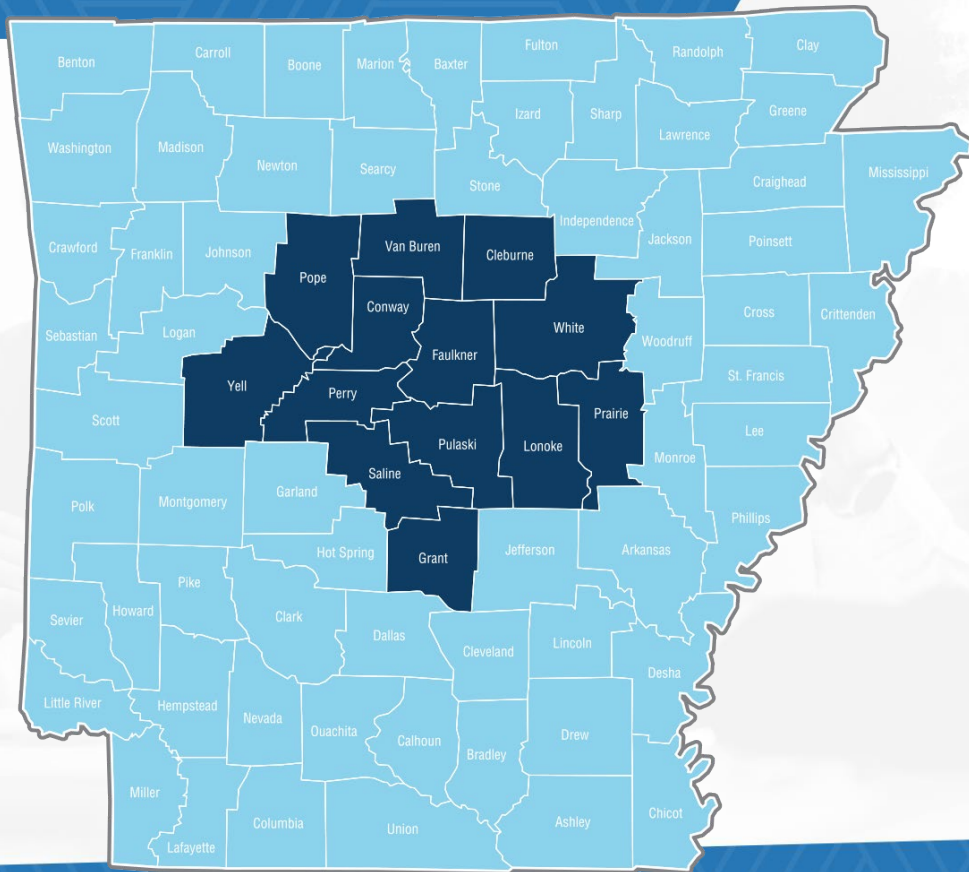 Benton
Carroll
Boone
Marion
Baxter
Fulton
Randolph
Clay
Izard
Sharp
Lawrence
Greene
Washington
Madison
Newton
Searcy
Stone
Craighead
Mississippi
Independence
Jackson
Poinsett
Crawford
Franklin
Johnson
Pope
Van Buren
Cleburne
Conway
White
Cross
Crittenden
Sebastian
Logan
Faulkner
Woodruff
St. Francis
Yell
Perry
Prairie
Scott
Pulaski
Lonoke
Lee
Monroe
Saline
Polk
Montgomery
Garland
Phillips
Hot Spring
Grant
Jefferson
Arkansas
Pike
Howard
Sevier
Clark
Dallas
Cleveland
Lincoln
Desha
Little River
Hempstead
Nevada
Ouachita
Calhoun
Bradley
Drew
Miller
Lafayette
Columbia
Union
Ashley
Chicot